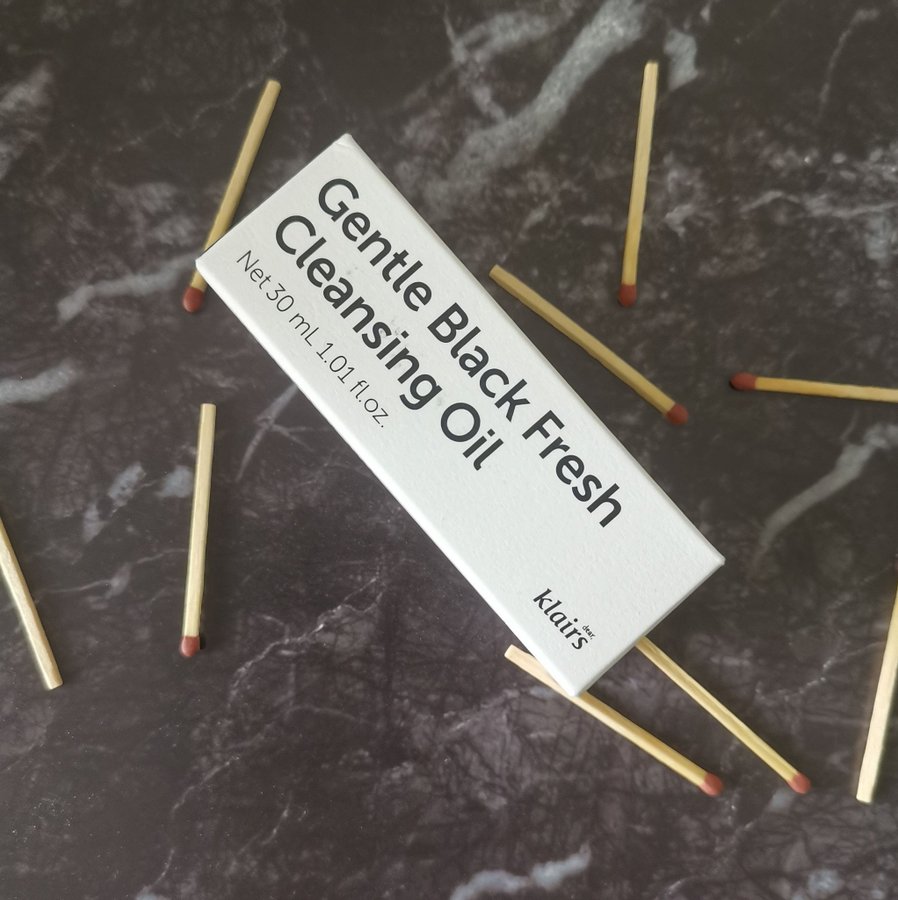 Gentle Black Fresh
Cleansing Oil
Net 30 mL 1.01 fl.oz.
dear,
klairs